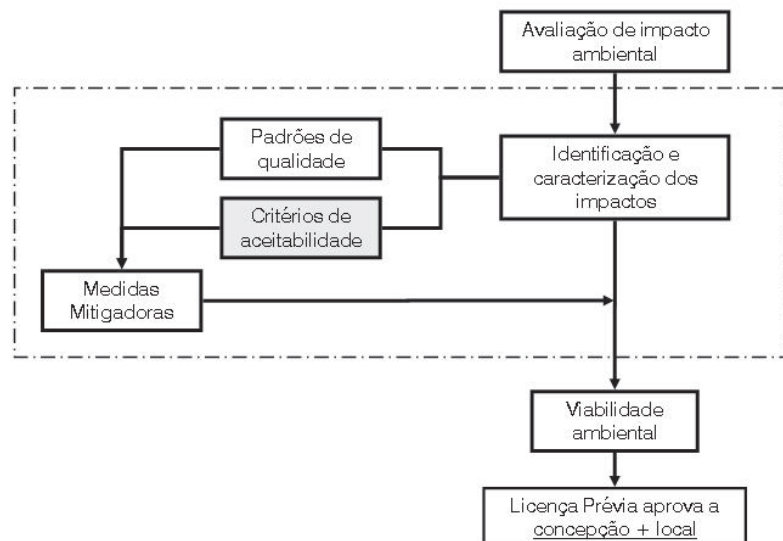 Avaliação de impacto
ambiental
Padrões de
qualidade
Identificação e
caracterização dos
impactos
Critérios de
aceitabilidade
Medidas
Mitigadoras
Viabilidade
ambiental
Licença Prévia aprova a
concepção + local